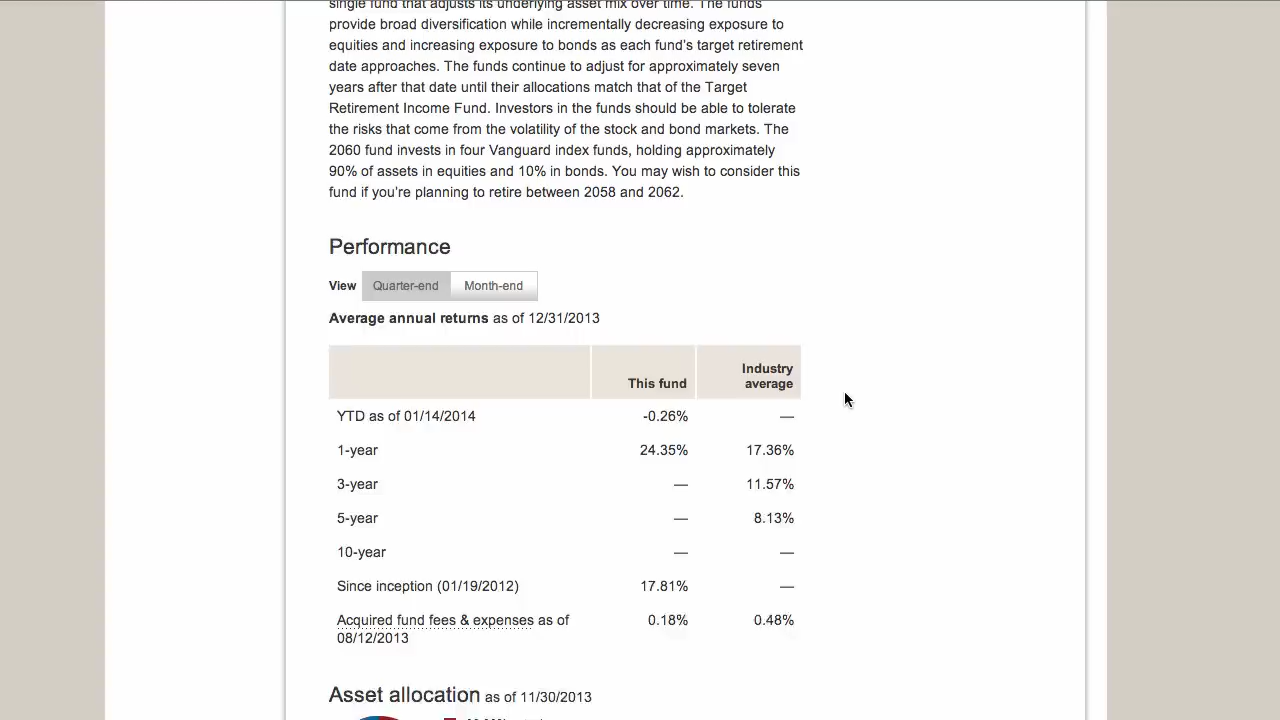 single fund that adjusts its underlying asset mix over time. The funds
provide broad diversification while incrementally decreasing exposure to
equities and increasing exposure to bonds as each fund's target retirement
date approaches. The funds continue to adjust for approximately seven
years after that date until their allocations match that of the Target
Retirement Income Fund. Investors in the funds should be able to tolerate
the risks that come from the volatility of the stock and bond markets. The
2060 fund invests in four Vanguard index funds, holding approximately
90% of assets in equities and 10% in bonds. You may wish to consider this
fund if you're planning to retire between 2058 and 2062.
Performance
View Quarter-end Month-end
Average annual returns as of 12/31/2013
This fund Industry average
YTD as of 01/14/2014 -0.26% —
1-year 24.35% 17.36%
3-year — 11.57%
5-year — 8.13%
10-year — —
Since inception (01/19/2012) 17.81% —
Acquired fund fees & expenses as of 0.18% 0.48%
08/12/2013
Asset allocation as of 11/30/2013